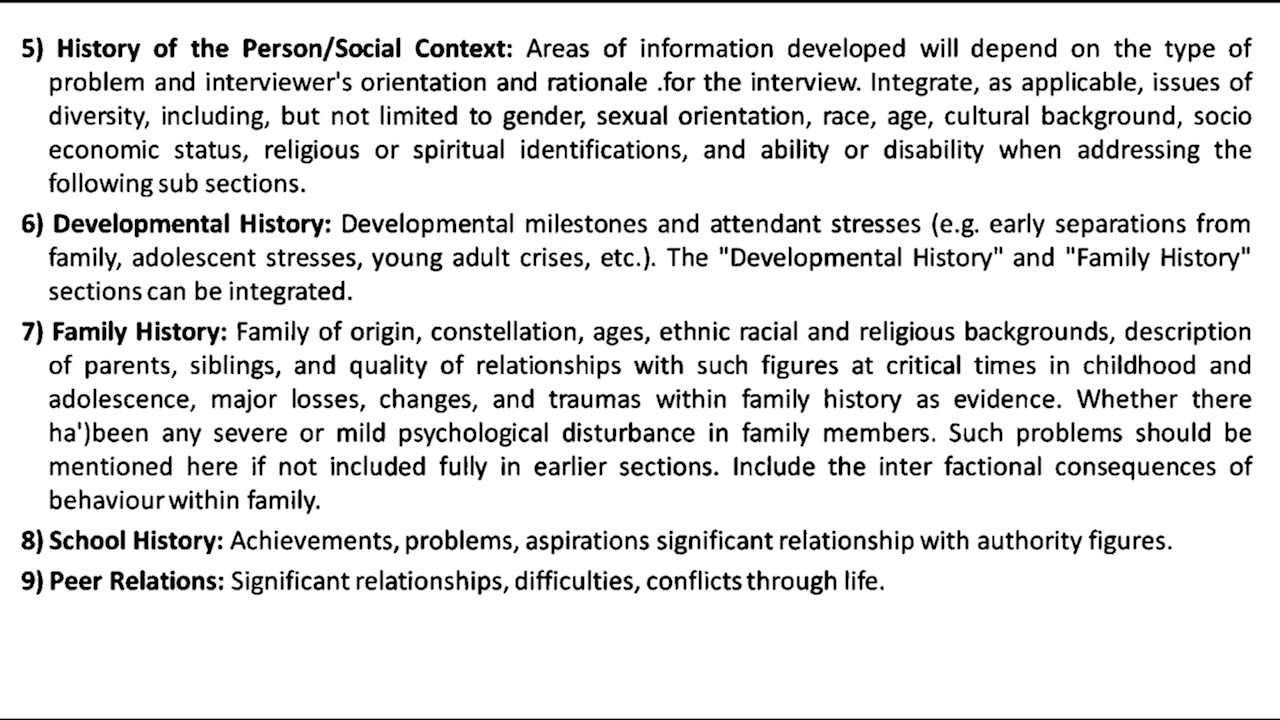 5) History of the Person/Social Context: Areas of information developed will depend on the type of
problem and interviewer's orientation and rationale .for the interview. Integrate, as applicable, issues of
diversity, including, but not limited to gender, sexual orientation, race, age, cultural background, socio
economic status, religious or spiritual identifications, and ability or disability when addressing the
following sub sections.
6) Developmental History: Developmental milestones and attendant stresses (e.g. early separations from
family, adolescent stresses, young adult crises, etc.). The "Developmental History" and "Family History"
sections can be integrated.
7) Family History: Family of origin, constellation, ages, ethnic racial and religious backgrounds, description
of parents, siblings, and quality of relationships with such figures at critical times in childhood and
adolescence, major losses, changes, and traumas within family history as evidence. Whether there
ha')been any severe or mild psychological disturbance in family members. Such problems should be
mentioned here if not included fully in earlier sections. Include the inter factional consequences of
behaviour within family.
8) School History: Achievements, problems, aspirations significant relationship with authority figures.
9) Peer Relations: Significant relationships, difficulties, conflicts through life.